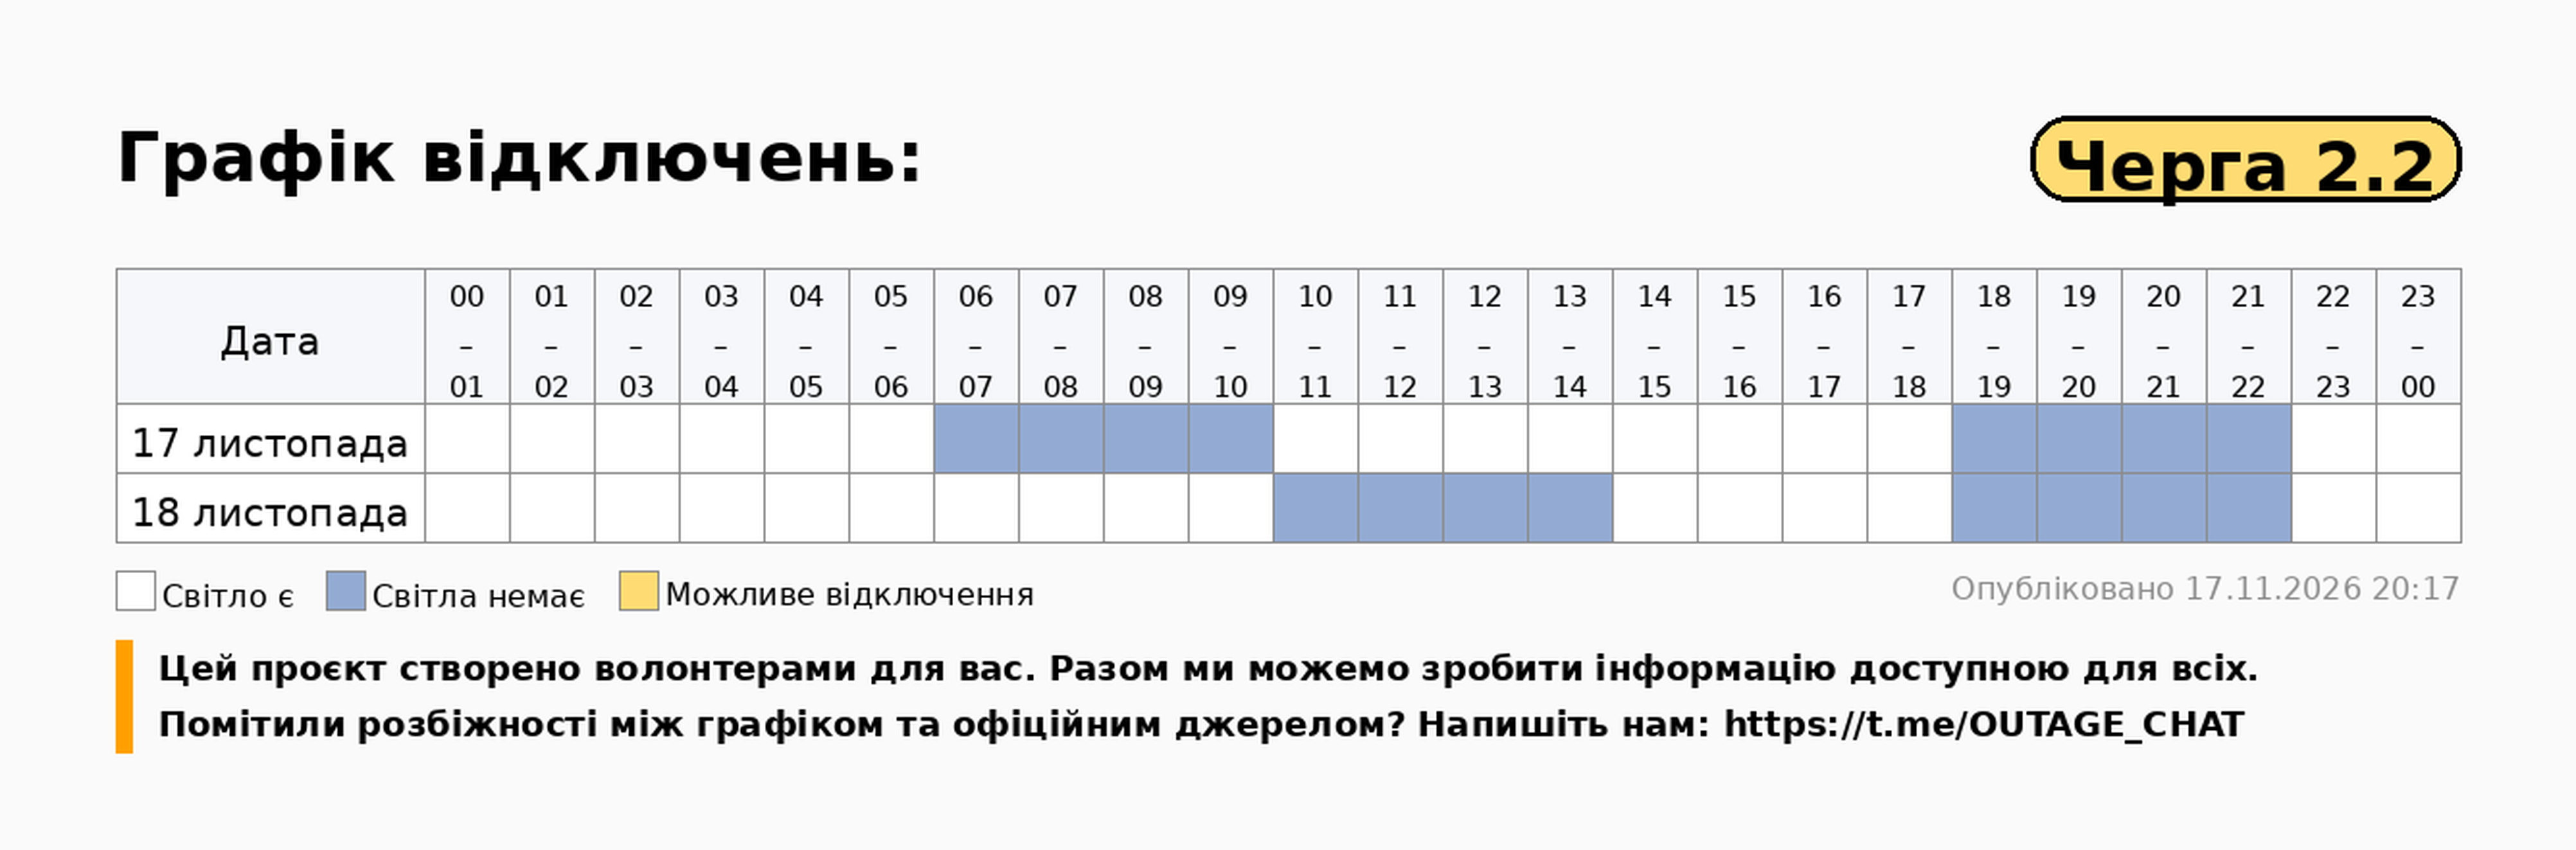 Графік відключень:
Черга 2.2
Дата
00 – 01
01 – 02
02 – 03
03 – 04
04 – 05
05 – 06
06 – 07
07 – 08
08 – 09
09 – 10
10 – 11
11 – 12
12 – 13
13 – 14
14 – 15
15 – 16
16 – 17
17 – 18
18 – 19
19 – 20
20 – 21
21 – 22
22 – 23
23 – 00
17 листопада
18 листопада
Світло є
Світла немає
Можливе відключення
Опубліковано 17.11.2026 20:17
Цей проєкт створено волонтерами для вас. Разом ми можемо зробити інформацію доступною для всіх.
Помітили розбіжності між графіком та офіційним джерелом? Напишіть нам: https://t.me/OUTAGE_CHAT